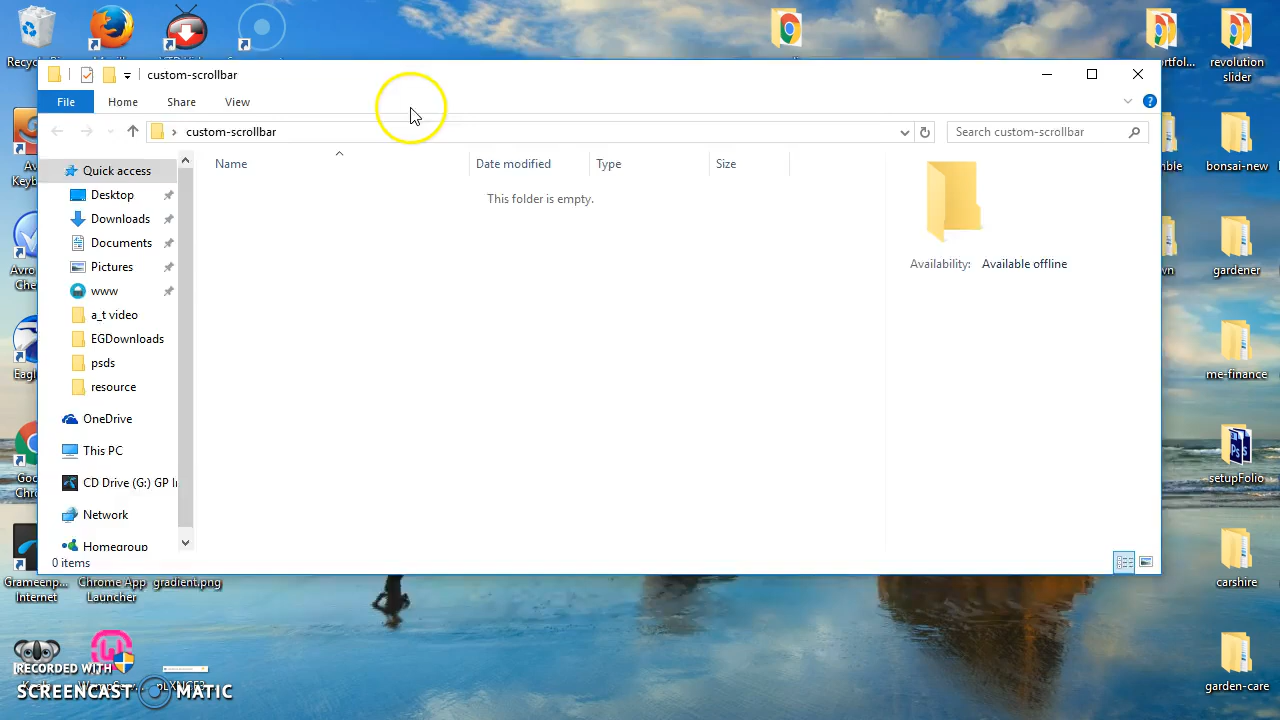 custom-scrollbar
File
Home
Share
View
custom-scrollbar
Search custom-scrollbar
Name
Date modified
Type
Size
This folder is empty.
Availability:
Available offline
Quick access
Desktop
Downloads
Documents
Pictures
www
a_t video
EGDownloads
psds
resource
OneDrive
This PC
CD Drive (G:) GP
Network
Homegroup
0 items
revolution
slider
bonsai-new
gardener
me-finance
setupFolio
carshire
garden-care
Grameenp...
Internet
Chrome App
Launcher
gradient.png
RECORDED WITH
SCREENCAST MATIC